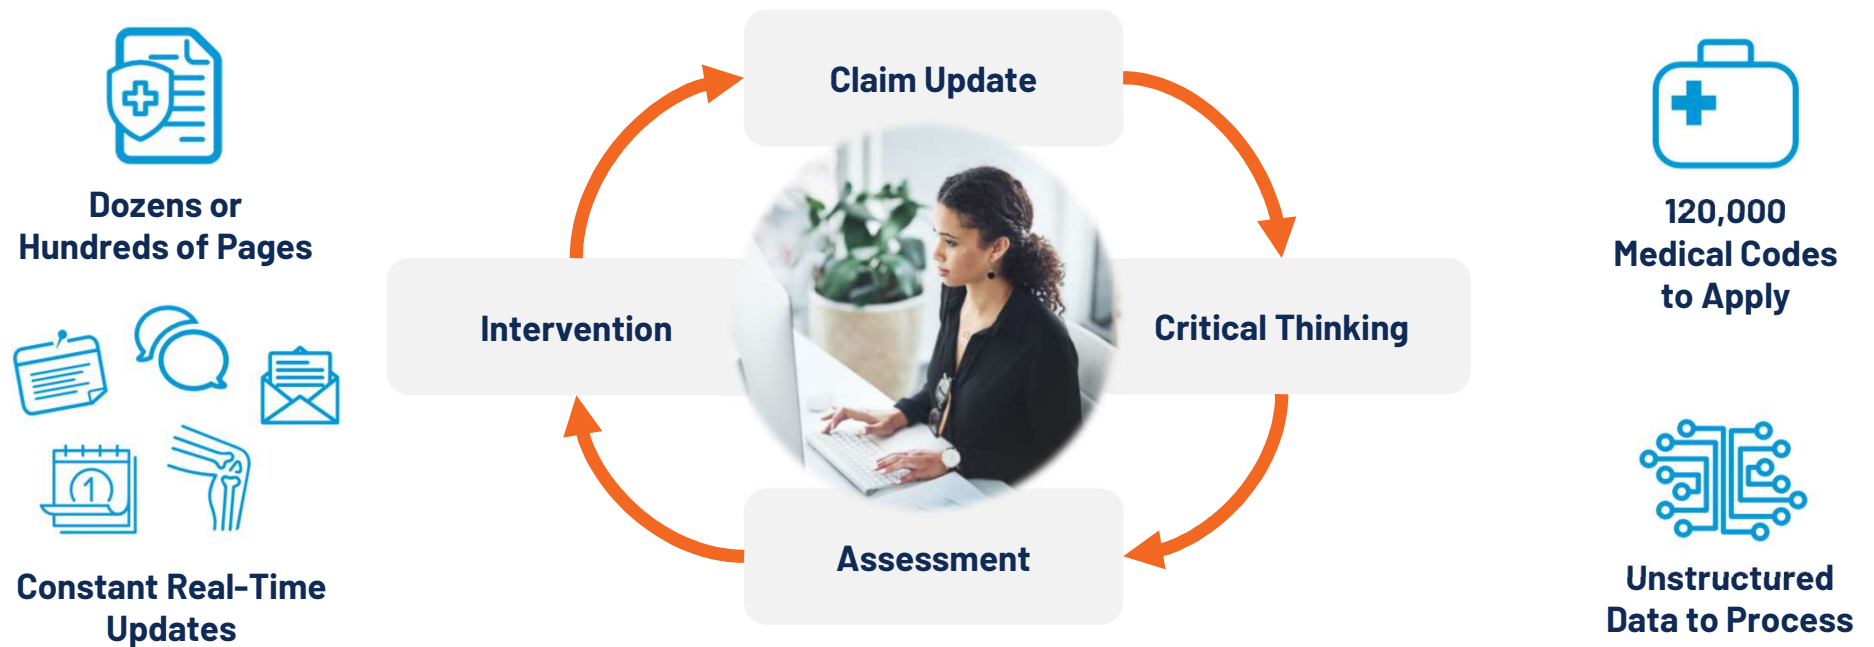 Dozens or
Hundreds of Pages
Constant Real-Time
Updates
1
Claim Update
Intervention
Critical Thinking
Assessment
120,000
Medical Codes
to Apply
Unstructured
Data to Process